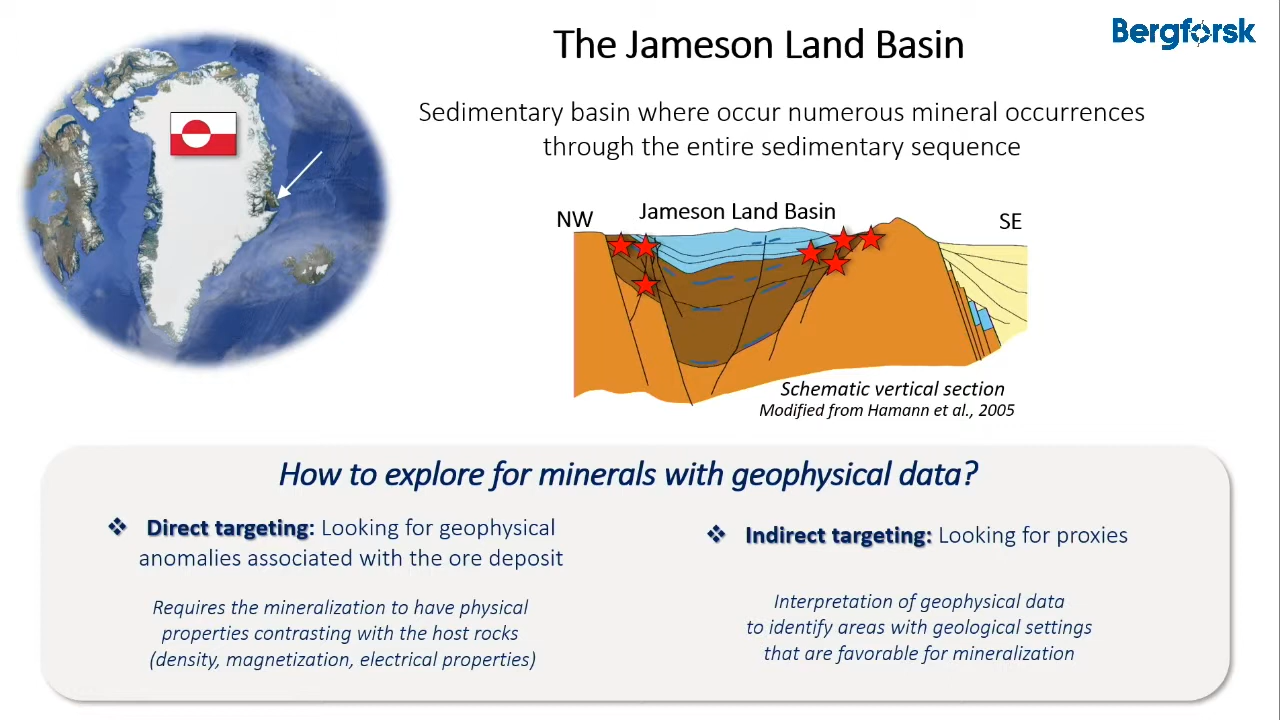 Bergforsk
The Jameson Land Basin
Sedimentary basin where occur numerous mineral occurrences
through the entire sedimentary sequence
NW
Jameson Land Basin
SE
Schematic vertical section
Modified from Hamann et al., 2005
How to explore for minerals with geophysical data?
❖ Direct targeting: Looking for geophysical
anomalies associated with the ore deposit
Requires the mineralization to have physical
properties contrasting with the host rocks
(density, magnetization, electrical properties)
❖ Indirect targeting: Looking for proxies
Interpretation of geophysical data
to identify areas with geological settings
that are favorable for mineralization